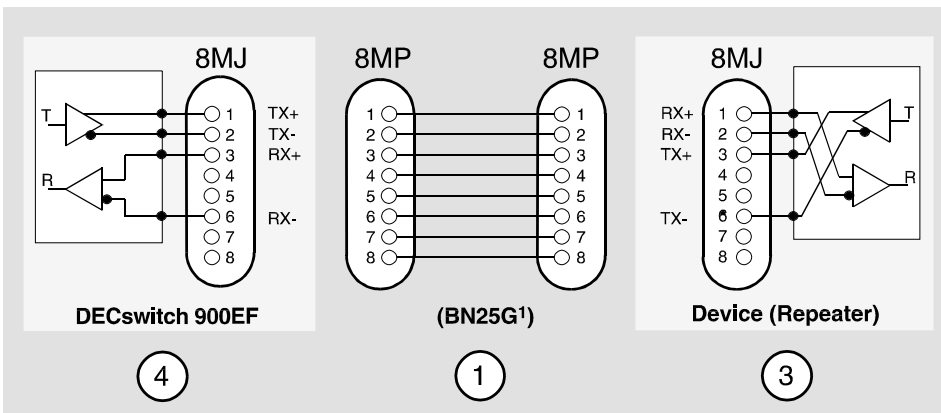 8MJ
T
R
1 TX+
2 TX-
3 RX+
4
5
6 RX-
7
8
DECswitch 900EF
4
8MP 8MP
1 1
2 2
3 3
4 4
5 5
6 6
7 7
8 8
(BN25G¹)
1
8MJ
RX+ 1
RX- 2
TX+ 3
4
5
TX- 6
7
8
T
R
Device (Repeater)
3